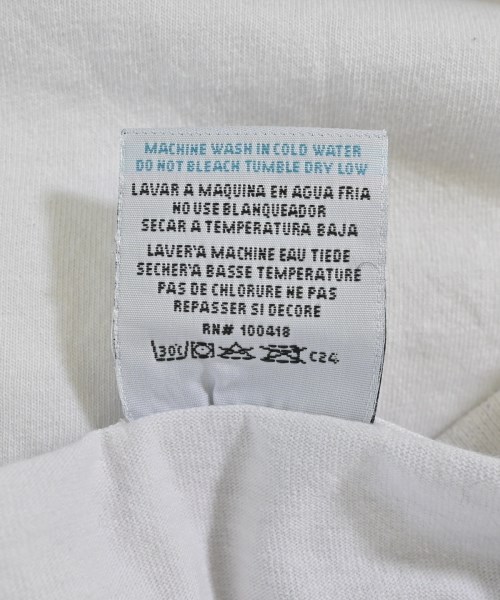 MACHINE WASH IN COLD WATER
DO NOT BLEACH TUMBLE DRY LOW
LAVAR A MAQUINA EN AGUA FRIA
NO USE BLANQUEADOR
SECAR A TEMPERATURA BAJA
LAVER'A MACHINE EAU TIEDE
SECHER'A BASSE TEMPERATURE
PAS DE CHLORURE NE PAS
REPASSER SI DECORE
RN# 100418
30°C C24